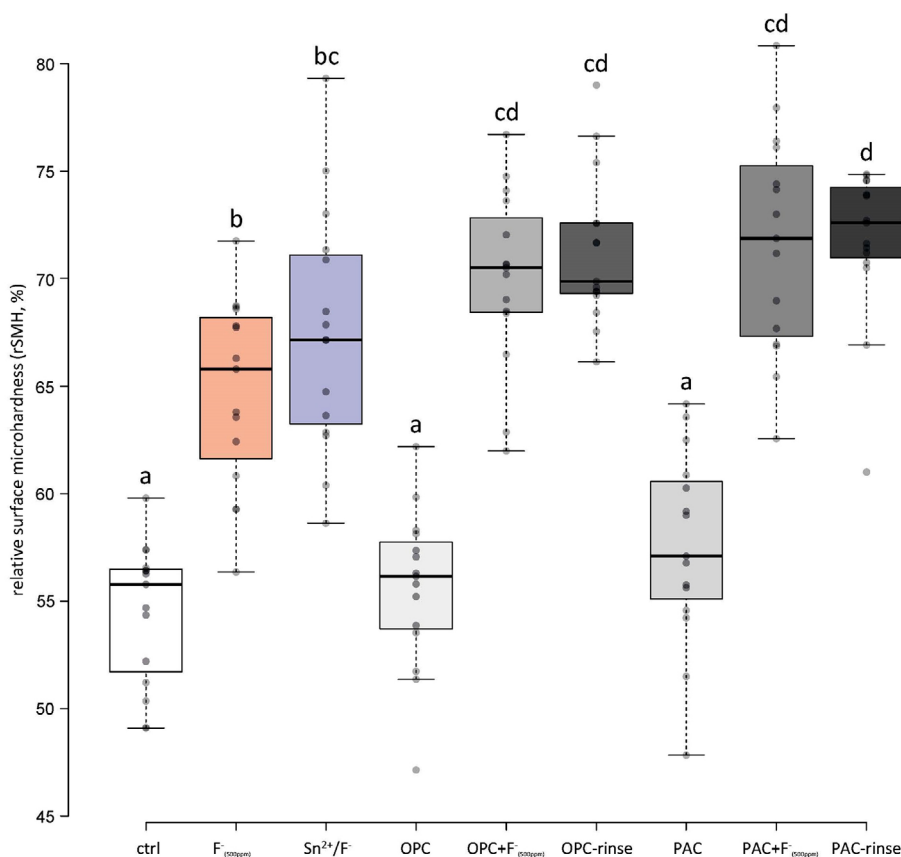 relative surface microhardness (rSMH, %)
80
75
70
65
60
55
50
45
a
b
bc
a
cd
cd
a
cd
d
ctrl F⁻(500ppm) Sn²⁺/F⁻ OPC OPC+F⁻(500ppm) OPC-rinse PAC PAC+F⁻(500ppm) PAC-rinse